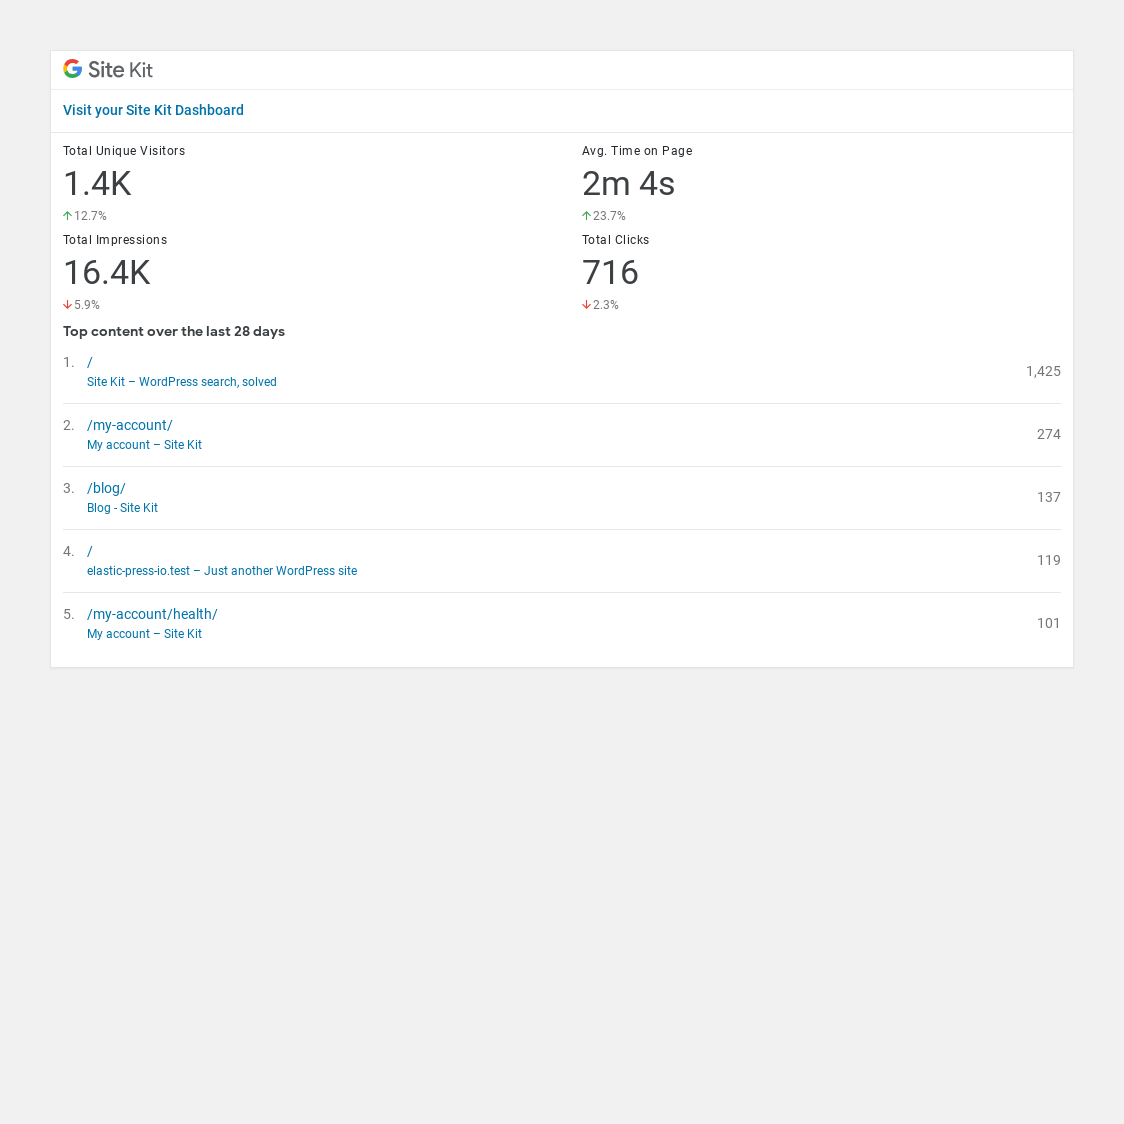 Site Kit
Visit your Site Kit Dashboard
Total Unique Visitors
1.4K
12.7%
Avg. Time on Page
2m 4s
23.7%
Total Impressions
16.4K
5.9%
Total Clicks
716
2.3%
Top content over the last 28 days
1. / 1,425
Site Kit – WordPress search, solved
2. /my-account/ 274
My account – Site Kit
3. /blog/ 137
Blog - Site Kit
4. / 119
elastic-press-io.test – Just another WordPress site
5. /my-account/health/ 101
My account – Site Kit